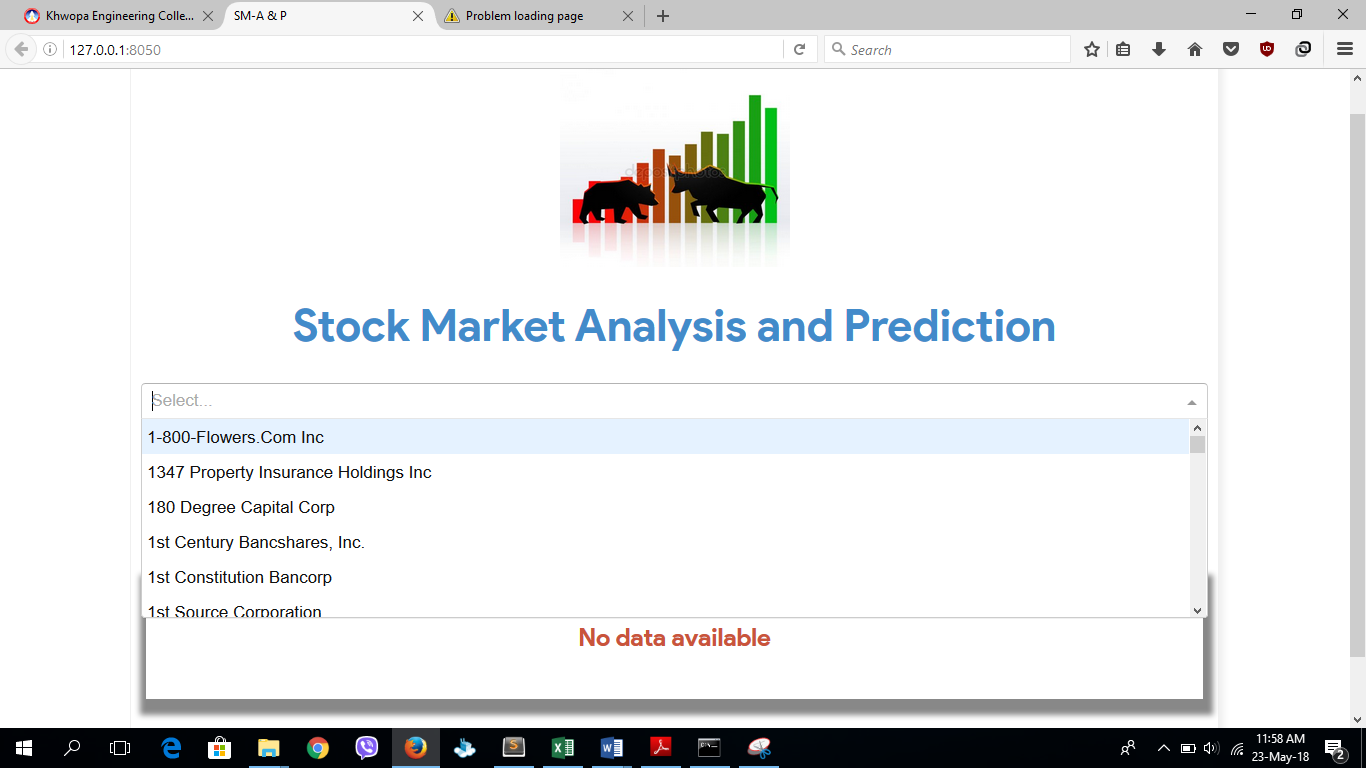 Khwopa Engineering Colle...
SM-A & P
Problem loading page
127.0.0.1:8050
Search
depositphotos
Stock Market Analysis and Prediction
Select...
1-800-Flowers.Com Inc
1347 Property Insurance Holdings Inc
180 Degree Capital Corp
1st Century Bancshares, Inc.
1st Constitution Bancorp
1st Source Corporation
No data available
11:58 AM
23-May-18
2